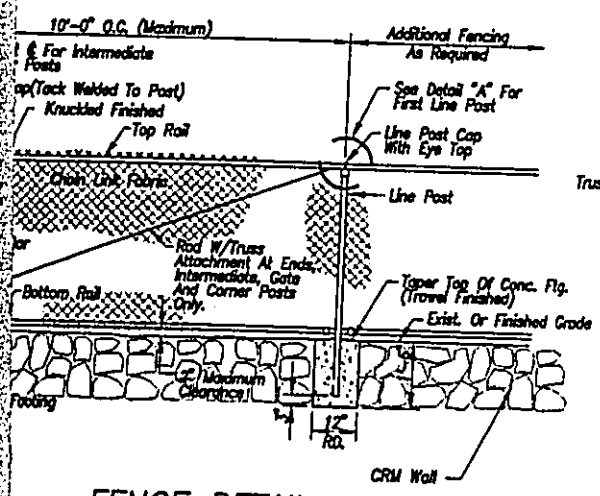 10'-0" O.C. (Maximum)
Additional Fencing
As Required
℄ For Intermediate
Posts
ap(Tack Welded To Post)
Knuckled Finished
Top Rail
See Detail "A" For
First Line Post
Line Post Cap
With Eye Top
Chain Link Fabric
Line Post
Trus
Rod W/Truss
Attachment At Ends,
Intermediate, Gate
And Corner Posts
Only.
Bottom Rail
Taper Top Of Conc. Ftg.
(Trowel Finished)
Exist. Or Finished Grade
2" Maximum
Clearance
Footing
12"
RD.
CRM Wall